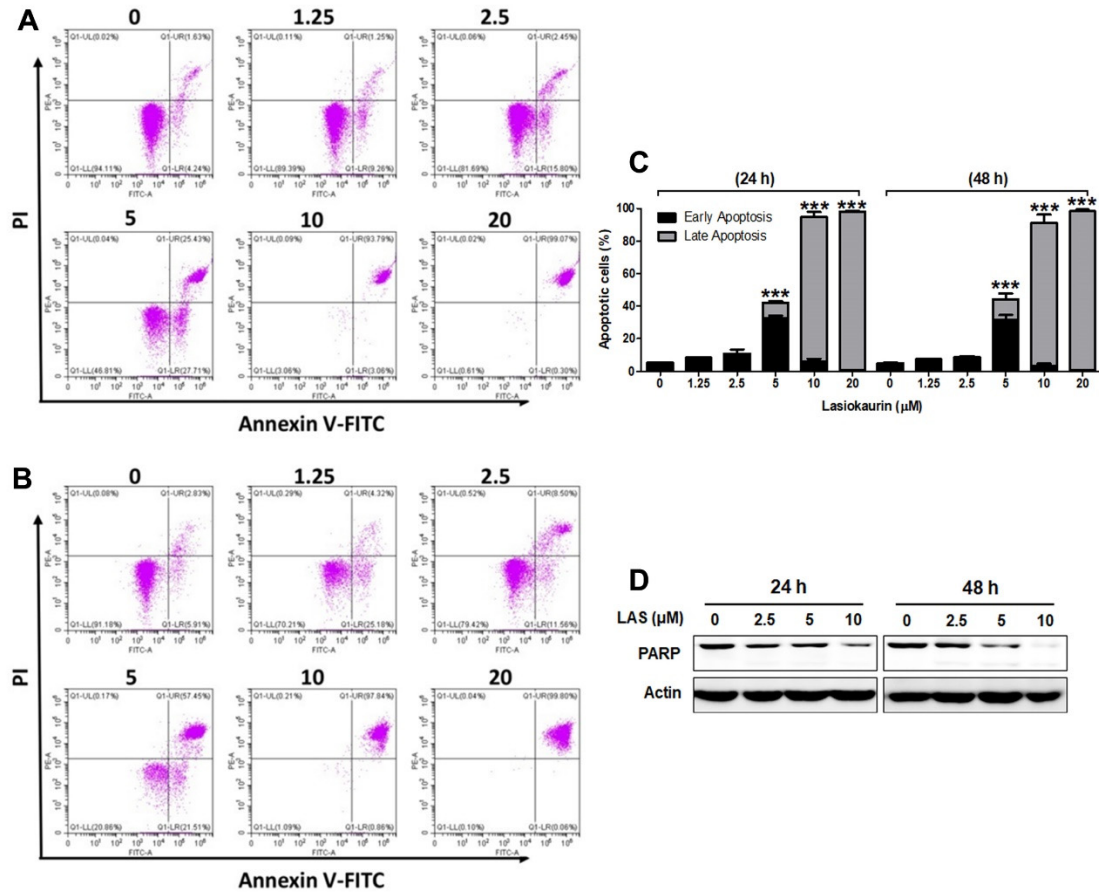 A
0
1.25
2.5
Q1-UL(0.02%) Q1-UR(1.63%)
Q1-LL(94.11%) Q1-LR(4.24%)
Q1-UL(0.11%) Q1-UR(1.25%)
Q1-LL(89.39%) Q1-LR(9.26%)
Q1-UL(0.06%) Q1-UR(2.45%)
Q1-LL(81.69%) Q1-LR(15.80%)
PE-A
FITC-A
5
10
20
Q1-UL(0.04%) Q1-UR(25.43%)
Q1-LL(46.81%) Q1-LR(27.71%)
Q1-UL(0.09%) Q1-UR(93.79%)
Q1-LL(3.06%) Q1-LR(3.06%)
Q1-UL(0.02%) Q1-UR(99.07%)
Q1-LL(0.61%) Q1-LR(0.30%)
PE-A
FITC-A
PI
Annexin V-FITC
B
0
1.25
2.5
Q1-UL(0.08%) Q1-UR(2.83%)
Q1-LL(91.18%) Q1-LR(5.91%)
Q1-UL(0.29%) Q1-UR(4.32%)
Q1-LL(70.21%) Q1-LR(25.18%)
Q1-UL(0.52%) Q1-UR(8.50%)
Q1-LL(79.42%) Q1-LR(11.56%)
PE-A
FITC-A
5
10
20
Q1-UL(0.17%) Q1-UR(57.45%)
Q1-LL(20.86%) Q1-LR(21.51%)
Q1-UL(0.21%) Q1-UR(97.84%)
Q1-LL(1.09%) Q1-LR(0.86%)
Q1-UL(0.04%) Q1-UR(99.80%)
Q1-LL(0.10%) Q1-LR(0.06%)
PE-A
FITC-A
PI
Annexin V-FITC
C
(24 h) (48 h)
*** *** *** *** *** ***
Early Apoptosis
Late Apoptosis
Apoptotic cells (%)
100
80
60
40
20
0
0 1.25 2.5 5 10 20 0 1.25 2.5 5 10 20
Lasiokaurin (μM)
D
24 h 48 h
LAS (μM) 0 2.5 5 10 0 2.5 5 10
PARP
Actin